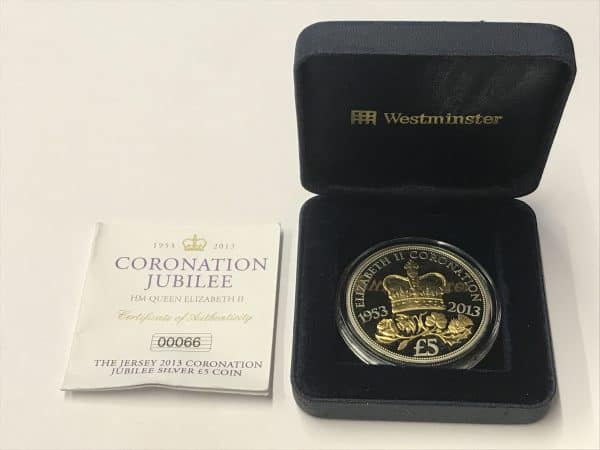 Westminster
1953 2013
CORONATION
JUBILEE
HM QUEEN ELIZABETH II
Certificate of Authenticity
00066
THE JERSEY 2013 CORONATION
JUBILEE SILVER £5 COIN
ELIZABETH II CORONATION
1953 2013
£5